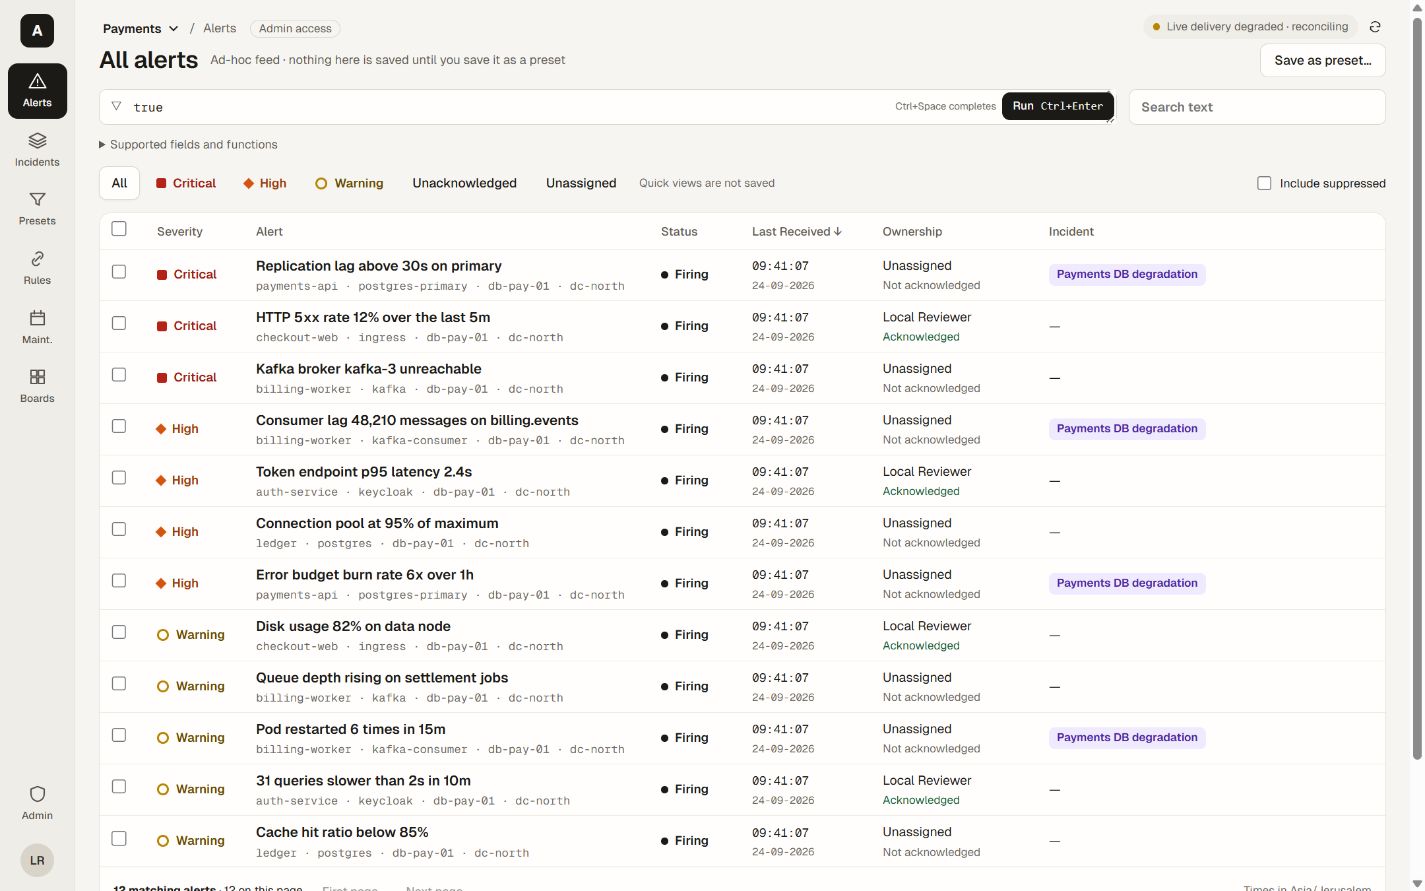 A
Payments / Alerts Admin access
Live delivery degraded · reconciling
All alerts Ad-hoc feed · nothing here is saved until you save it as a preset
Save as preset...
true Ctrl+Space completes Run Ctrl+Enter
Search text
Supported fields and functions
All Critical High Warning Unacknowledged Unassigned Quick views are not saved
Include suppressed
Severity Alert Status Last Received ↓ Ownership Incident
Critical Replication lag above 30s on primary Firing 09:41:07 Unassigned Payments DB degradation
payments-api · postgres-primary · db-pay-01 · dc-north 24-09-2026 Not acknowledged
Critical HTTP 5xx rate 12% over the last 5m Firing 09:41:07 Local Reviewer —
checkout-web · ingress · db-pay-01 · dc-north 24-09-2026 Acknowledged
Critical Kafka broker kafka-3 unreachable Firing 09:41:07 Unassigned —
billing-worker · kafka · db-pay-01 · dc-north 24-09-2026 Not acknowledged
High Consumer lag 48,210 messages on billing.events Firing 09:41:07 Unassigned Payments DB degradation
billing-worker · kafka-consumer · db-pay-01 · dc-north 24-09-2026 Not acknowledged
High Token endpoint p95 latency 2.4s Firing 09:41:07 Local Reviewer —
auth-service · keycloak · db-pay-01 · dc-north 24-09-2026 Acknowledged
High Connection pool at 95% of maximum Firing 09:41:07 Unassigned —
ledger · postgres · db-pay-01 · dc-north 24-09-2026 Not acknowledged
High Error budget burn rate 6x over 1h Firing 09:41:07 Unassigned Payments DB degradation
payments-api · postgres-primary · db-pay-01 · dc-north 24-09-2026 Not acknowledged
Warning Disk usage 82% on data node Firing 09:41:07 Local Reviewer —
checkout-web · ingress · db-pay-01 · dc-north 24-09-2026 Acknowledged
Warning Queue depth rising on settlement jobs Firing 09:41:07 Unassigned —
billing-worker · kafka · db-pay-01 · dc-north 24-09-2026 Not acknowledged
Warning Pod restarted 6 times in 15m Firing 09:41:07 Unassigned Payments DB degradation
billing-worker · kafka-consumer · db-pay-01 · dc-north 24-09-2026 Not acknowledged
Warning 31 queries slower than 2s in 10m Firing 09:41:07 Local Reviewer —
auth-service · keycloak · db-pay-01 · dc-north 24-09-2026 Acknowledged
Warning Cache hit ratio below 85% Firing 09:41:07 Unassigned —
ledger · postgres · db-pay-01 · dc-north 24-09-2026 Not acknowledged
12 matching alerts · 12 on this page First page Next page Times in Asia/Jerusalem
Alerts
Incidents
Presets
Rules
Maint.
Boards
Admin
LR